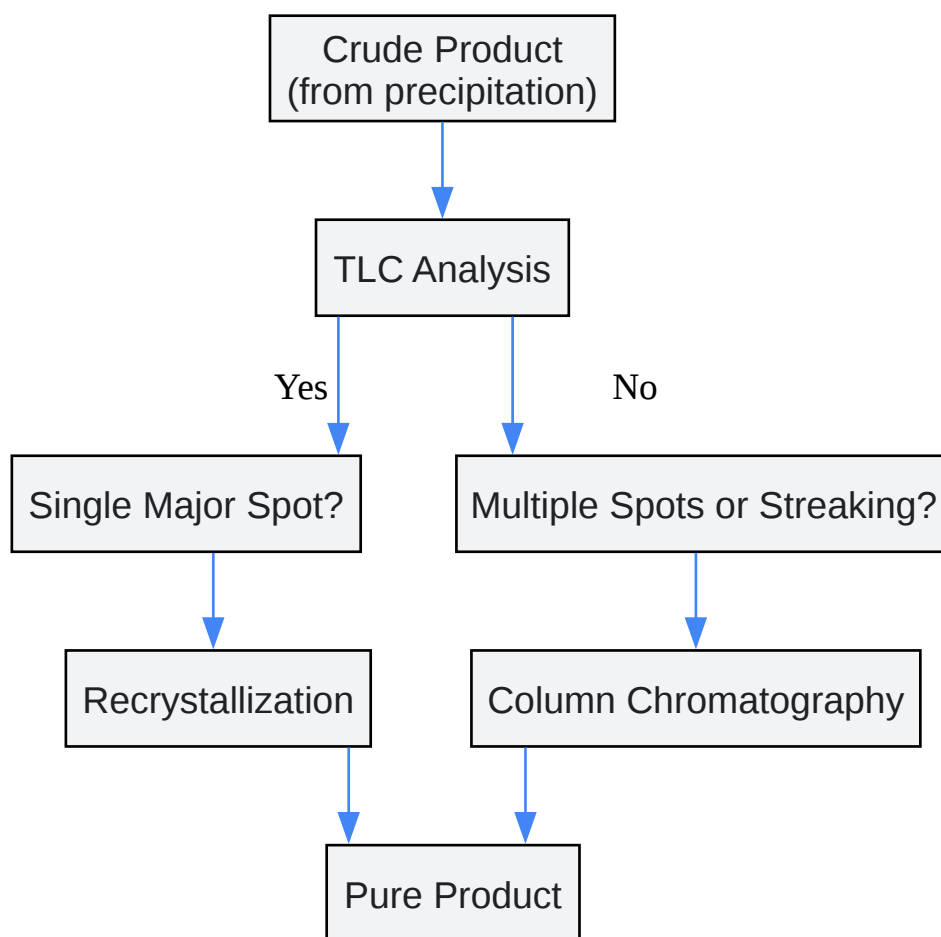 Crude Product
(from precipitation)
TLC Analysis
Yes
No
Single Major Spot?
Multiple Spots or Streaking?
Recrystallization
Column Chromatography
Pure Product